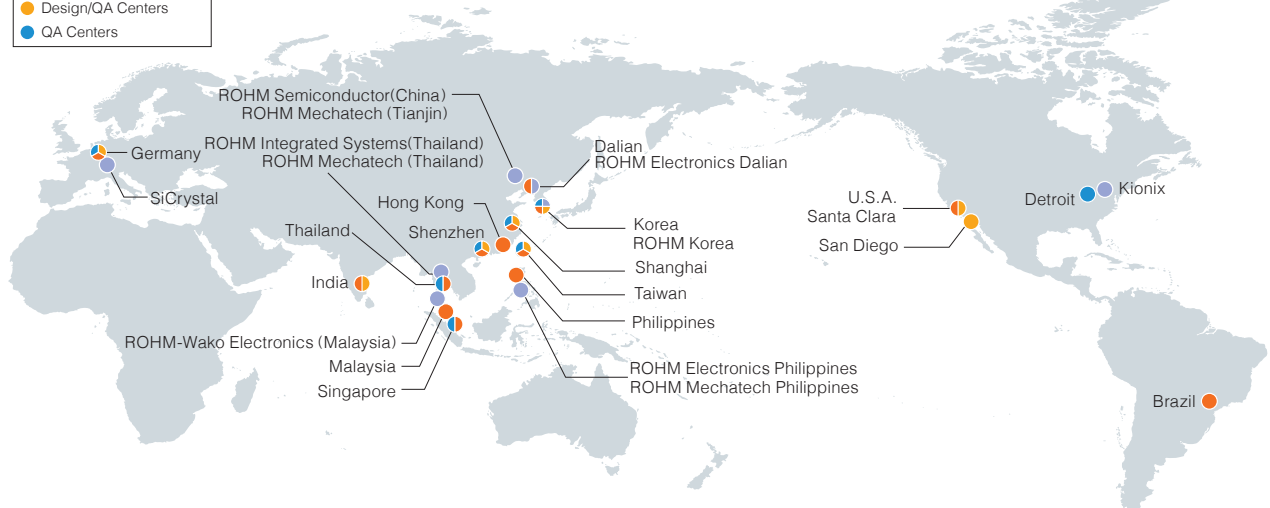 Design/QA Centers
QA Centers
ROHM Semiconductor(China)
ROHM Mechatech (Tianjin)
ROHM Integrated Systems(Thailand)
ROHM Mechatech (Thailand)
Germany
SiCrystal
Hong Kong
Shenzhen
Thailand
India
ROHM-Wako Electronics (Malaysia)
Malaysia
Singapore
Dalian
ROHM Electronics Dalian
Korea
ROHM Korea
Shanghai
Taiwan
Philippines
ROHM Electronics Philippines
ROHM Mechatech Philippines
U.S.A.
Santa Clara
San Diego
Detroit
Kionix
Brazil